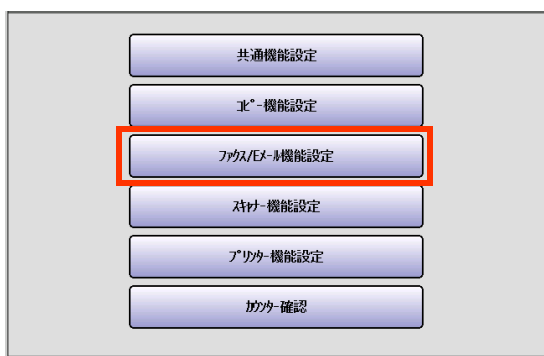 共通機能設定
ｺﾋﾟｰ機能設定
ﾌｧｸｽ/Eﾒｰﾙ機能設定
ｽｷｬﾅｰ機能設定
ﾌﾟﾘﾝﾀｰ機能設定
ｶｳﾝﾀｰ確認